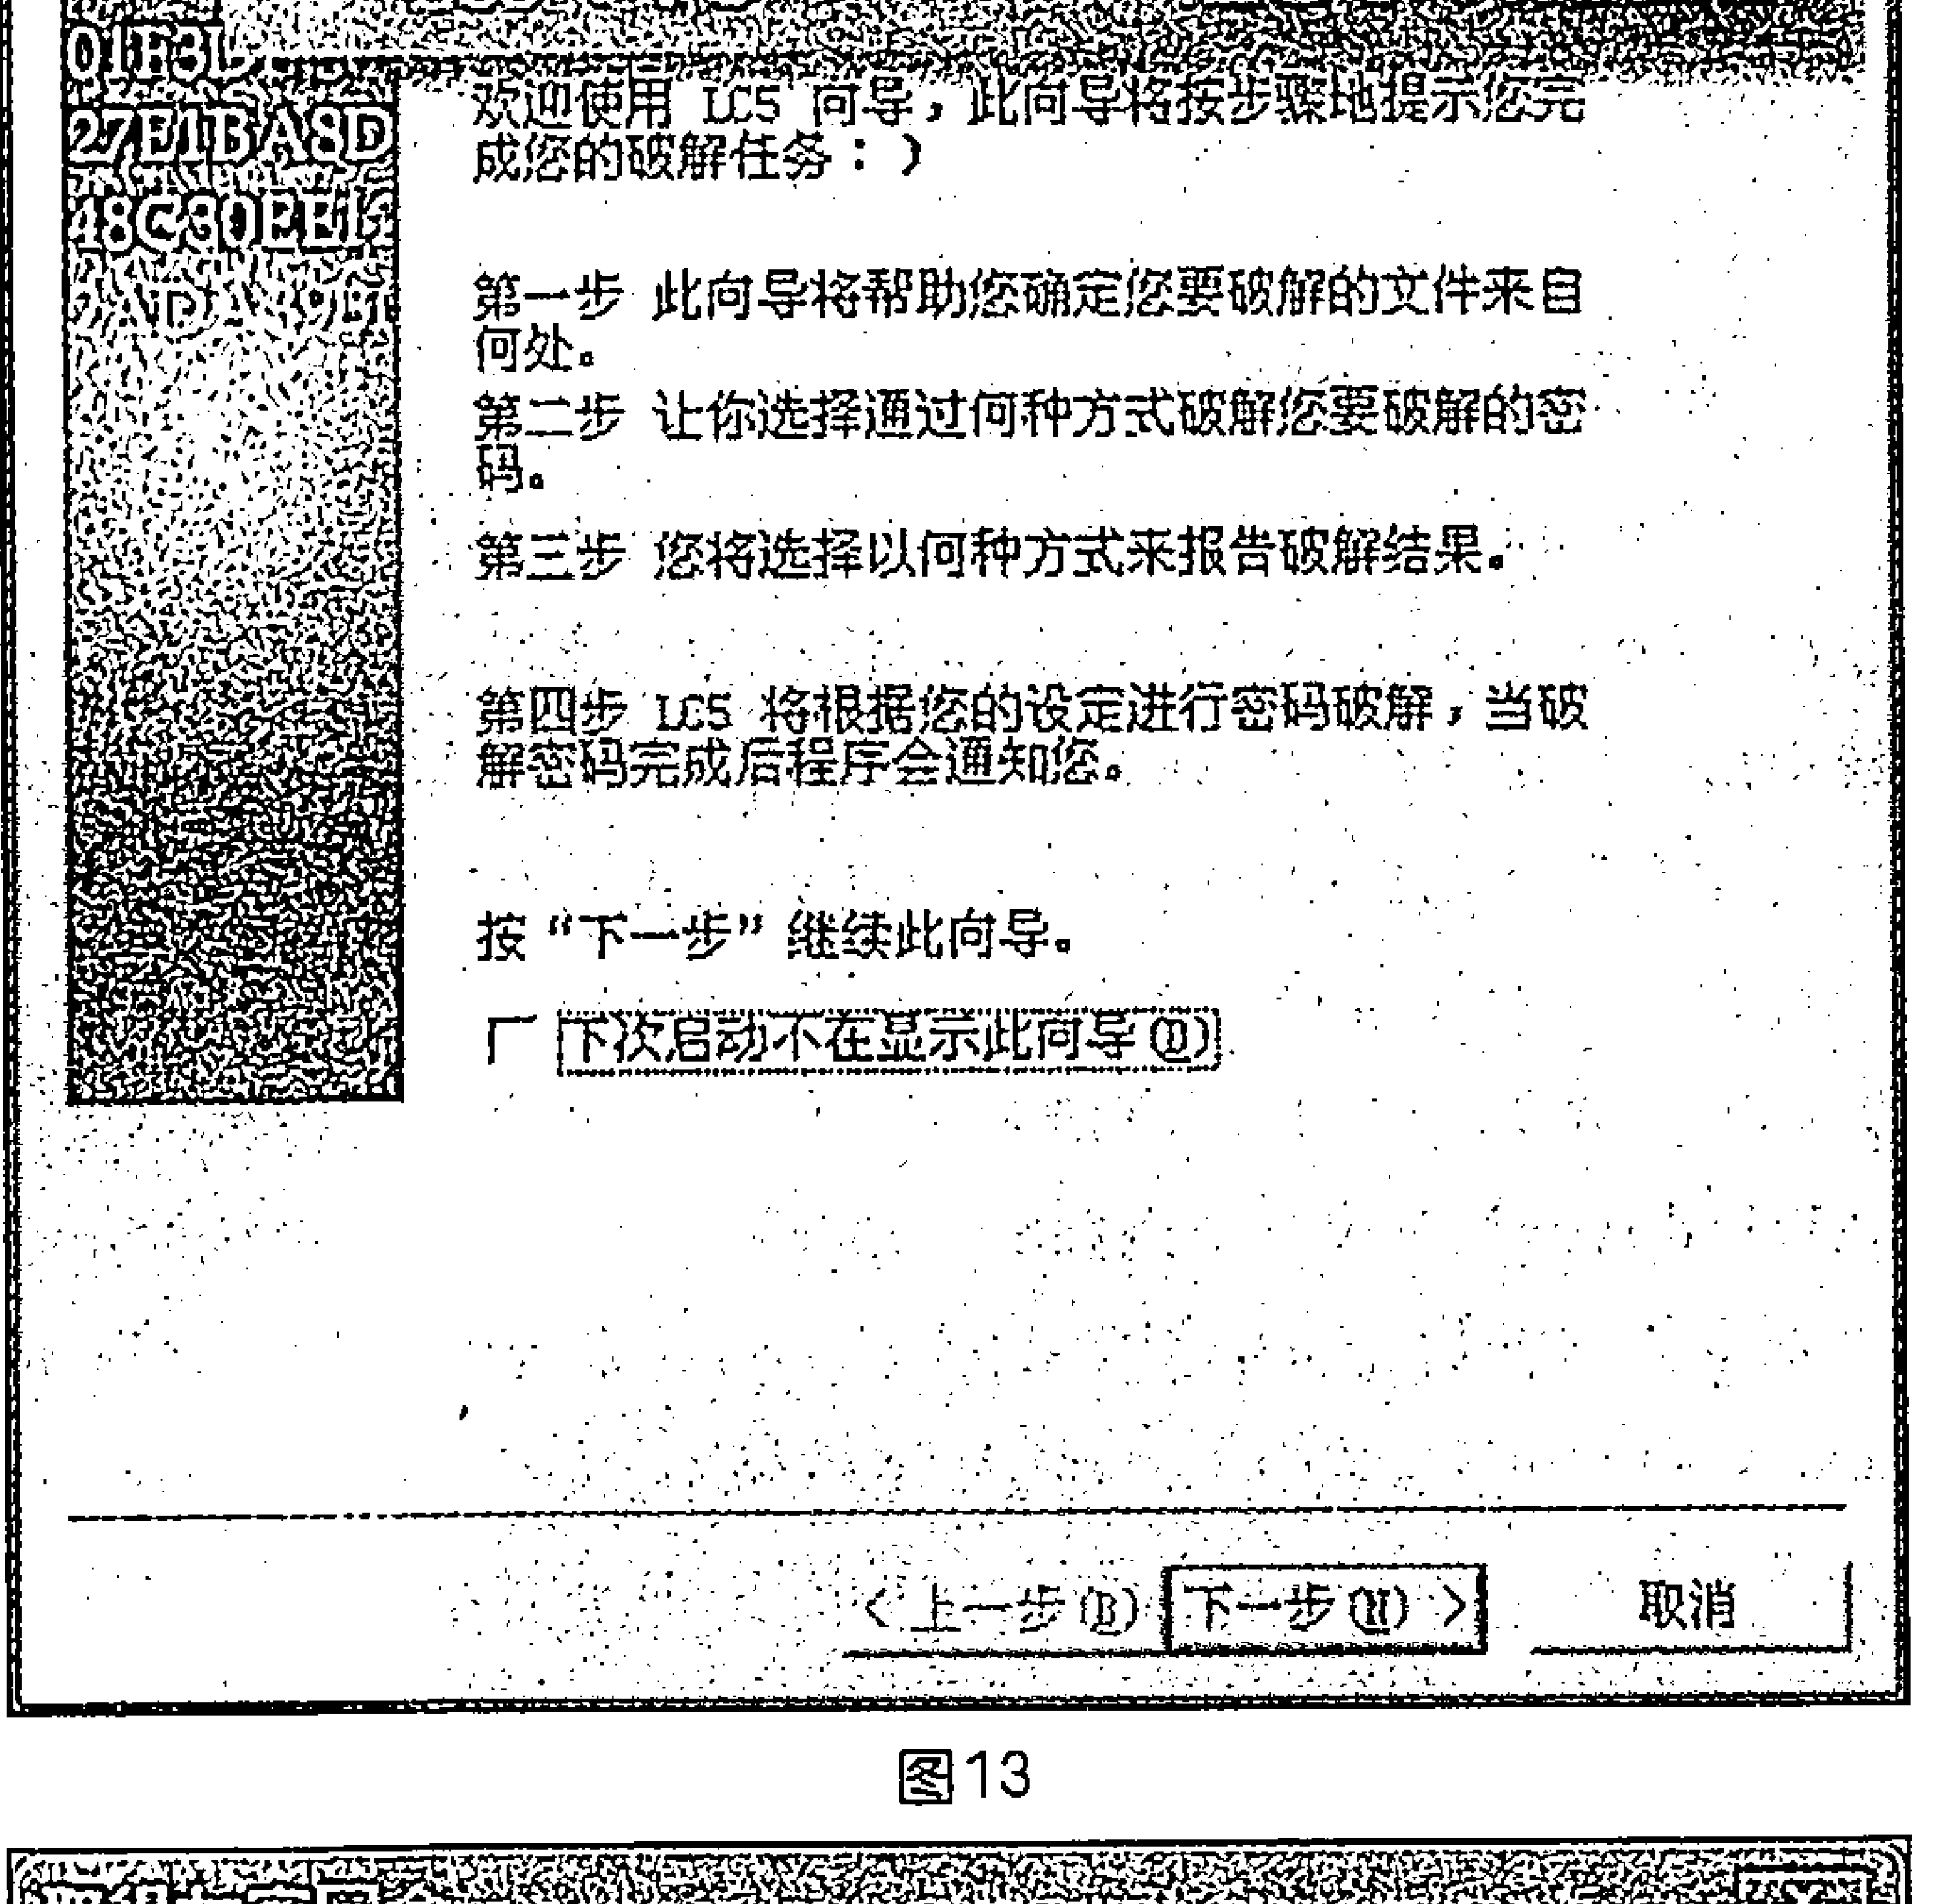 27E1BA8D
欢迎使用 LC5 向导，此向导将按步骤地提示您完
成您的破解任务：)
第一步 此向导将帮助您确定您要破解的文件来自
何处。
第二步 让你选择通过何种方式破解您要破解的密
码。
第三步 您将选择以何种方式来报告破解结果。
第四步 LC5 将根据您的设定进行密码破解，当破
解密码完成后程序会通知您。
按“下一步”继续此向导。
下次启动不在显示此向导(D)
<上一步(B) 下一步(N) > 取消
图13